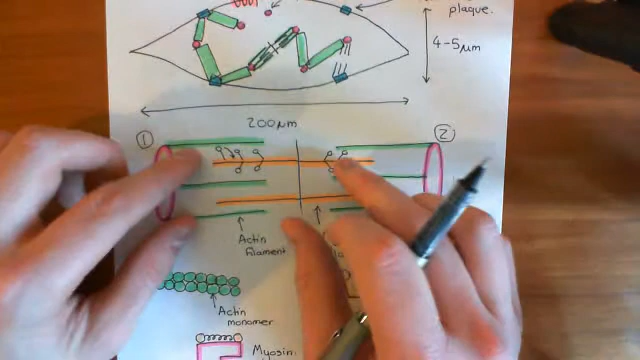 plaque.
4-5µm
200µm
①
②
Actin
filament
Actin
monomer
Myosin